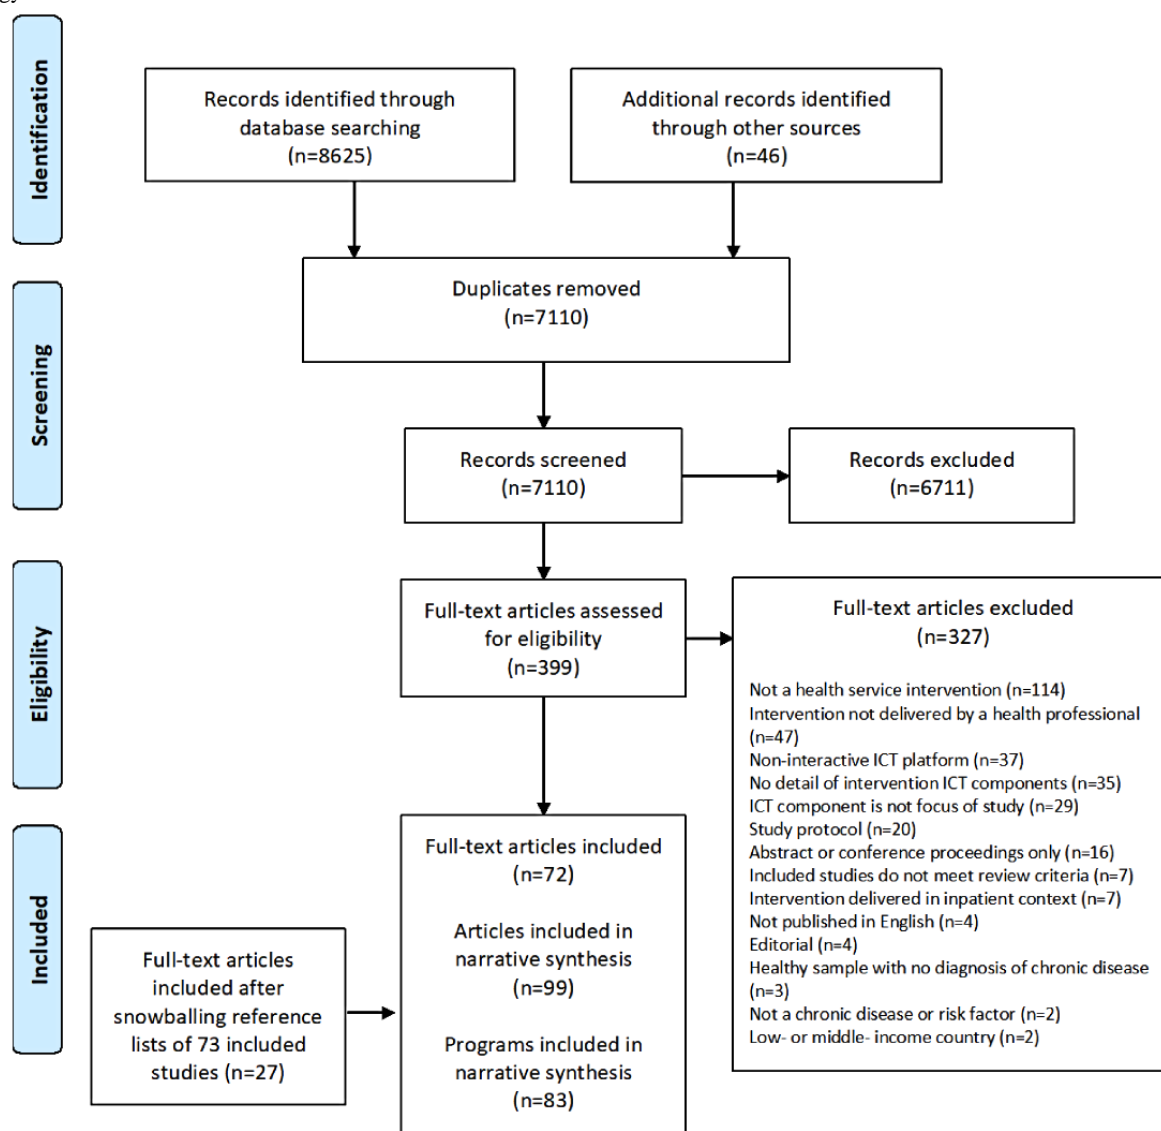 gy
Identification
Records identified through
database searching
(n=8625)
Additional records identified
through other sources
(n=46)
Duplicates removed
(n=7110)
Screening
Records screened
(n=7110)
Records excluded
(n=6711)
Eligibility
Full-text articles assessed
for eligibility
(n=399)
Full-text articles excluded
(n=327)
Not a health service intervention (n=114)
Intervention not delivered by a health professional
(n=47)
Non-interactive ICT platform (n=37)
No detail of intervention ICT components (n=35)
ICT component is not focus of study (n=29)
Study protocol (n=20)
Abstract or conference proceedings only (n=16)
Included studies do not meet review criteria (n=7)
Intervention delivered in inpatient context (n=7)
Not published in English (n=4)
Editorial (n=4)
Healthy sample with no diagnosis of chronic disease
(n=3)
Not a chronic disease or risk factor (n=2)
Low- or middle- income country (n=2)
Included
Full-text articles
included after
snowballing reference
lists of 73 included
studies (n=27)
Full-text articles included
(n=72)
Articles included in
narrative synthesis
(n=99)
Programs included in
narrative synthesis
(n=83)